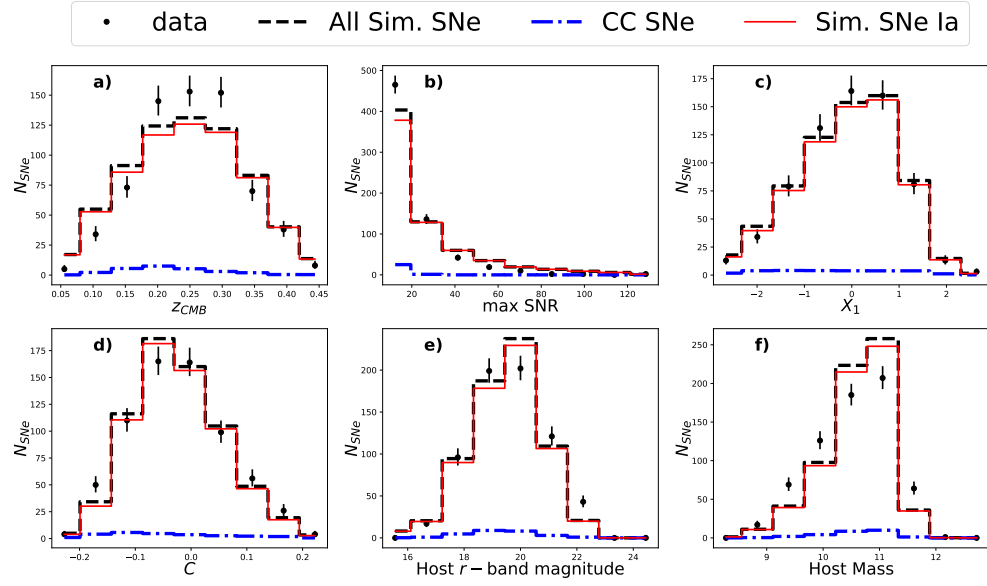 data All Sim. SNe CC SNe Sim. SNe Ia
a) b) c)
N_SNe
0 25 50 75 100 125 150
0.05 0.10 0.15 0.20 0.25 0.30 0.35 0.40 0.45
z_CMB
N_SNe
0 100 200 300 400 500
20 40 60 80 100 120
max SNR
N_SNe
0 25 50 75 100 125 150 175
−2 −1 0 1 2
X_1
d) e) f)
N_SNe
0 25 50 75 100 125 150 175
−0.2 −0.1 0.0 0.1 0.2
C
N_SNe
0 50 100 150 200
16 18 20 22 24
Host r − band magnitude
N_SNe
0 50 100 150 200 250
9 10 11 12
Host Mass